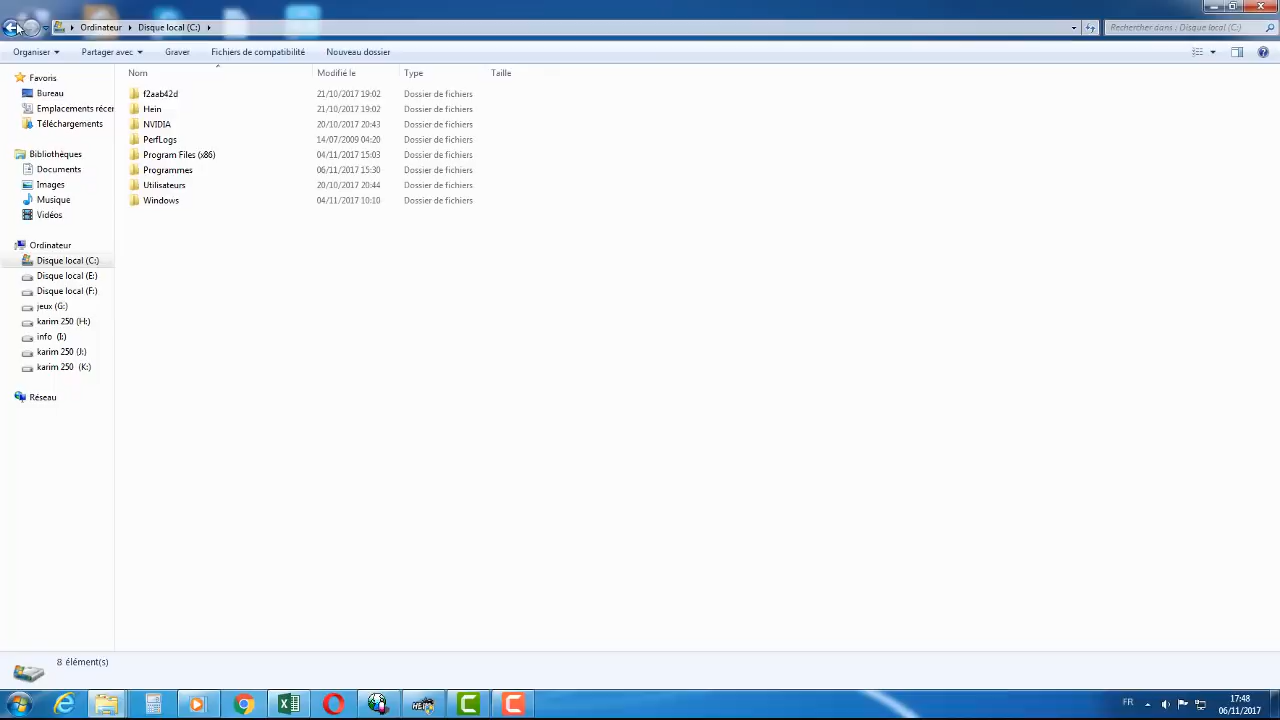 Ordinateur Disque local (C:)
Rechercher dans : Disque local (C:)
Organiser Partager avec Graver Fichiers de compatibilité Nouveau dossier
Nom Modifié le Type Taille
Favoris
Bureau
Emplacements récer
Téléchargements
Bibliothèques
Documents
Images
Musique
Vidéos
Ordinateur
Disque local (C:)
Disque local (E:)
Disque local (F:)
jeux (G:)
karim 250 (H:)
info (I:)
karim 250 (J:)
karim 250 (K:)
Réseau
f2aab42d 21/10/2017 19:02 Dossier de fichiers
Hein 21/10/2017 19:02 Dossier de fichiers
NVIDIA 20/10/2017 20:43 Dossier de fichiers
PerfLogs 14/07/2009 04:20 Dossier de fichiers
Program Files (x86) 04/11/2017 15:03 Dossier de fichiers
Programmes 06/11/2017 15:30 Dossier de fichiers
Utilisateurs 20/10/2017 20:44 Dossier de fichiers
Windows 04/11/2017 10:10 Dossier de fichiers
8 élément(s)
FR
17:48
06/11/2017